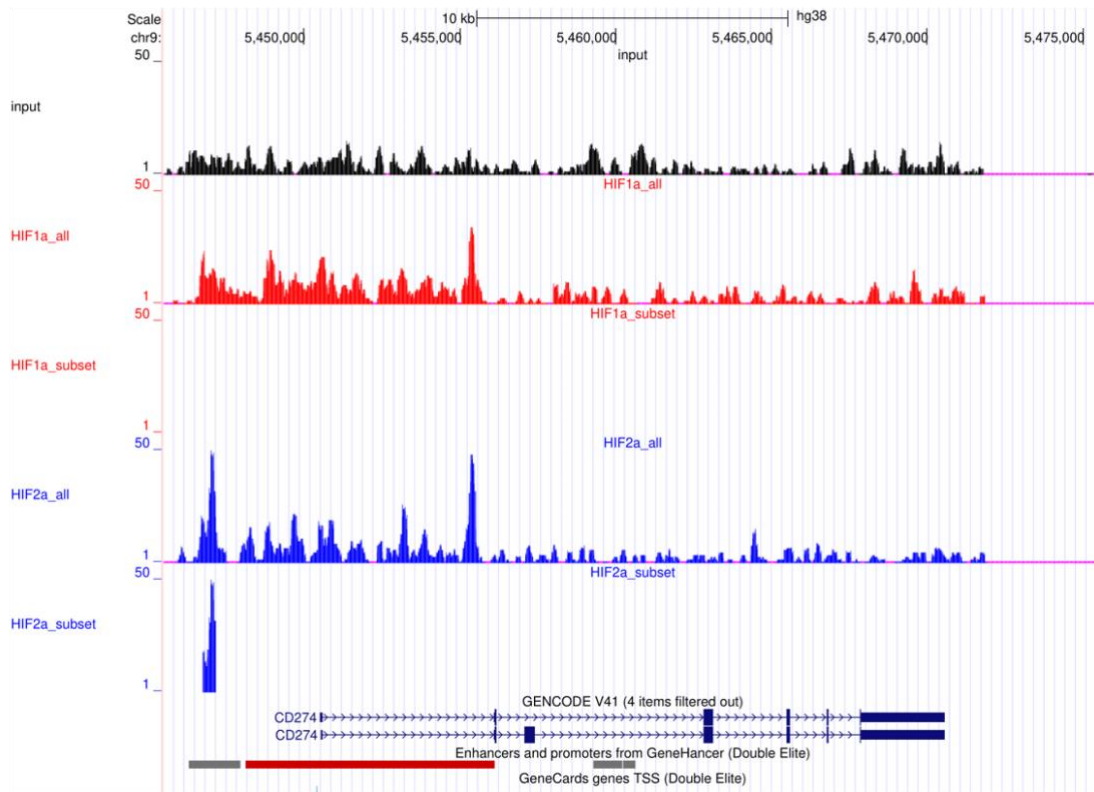 Scale 10 kb hg38
chr9: 5,450,000 5,455,000 5,460,000 5,465,000 5,470,000 5,475,000
50 _ input
input
1 _
50 _ HIF1a_all
HIF1a_all
1 _
50 _ HIF1a_subset
HIF1a_subset
1 _
50 _ HIF2a_all
HIF2a_all
1 _
50 _ HIF2a_subset
HIF2a_subset
1 _
GENCODE V41 (4 items filtered out)
CD274
CD274
Enhancers and promoters from GeneHancer (Double Elite)
GeneCards genes TSS (Double Elite)